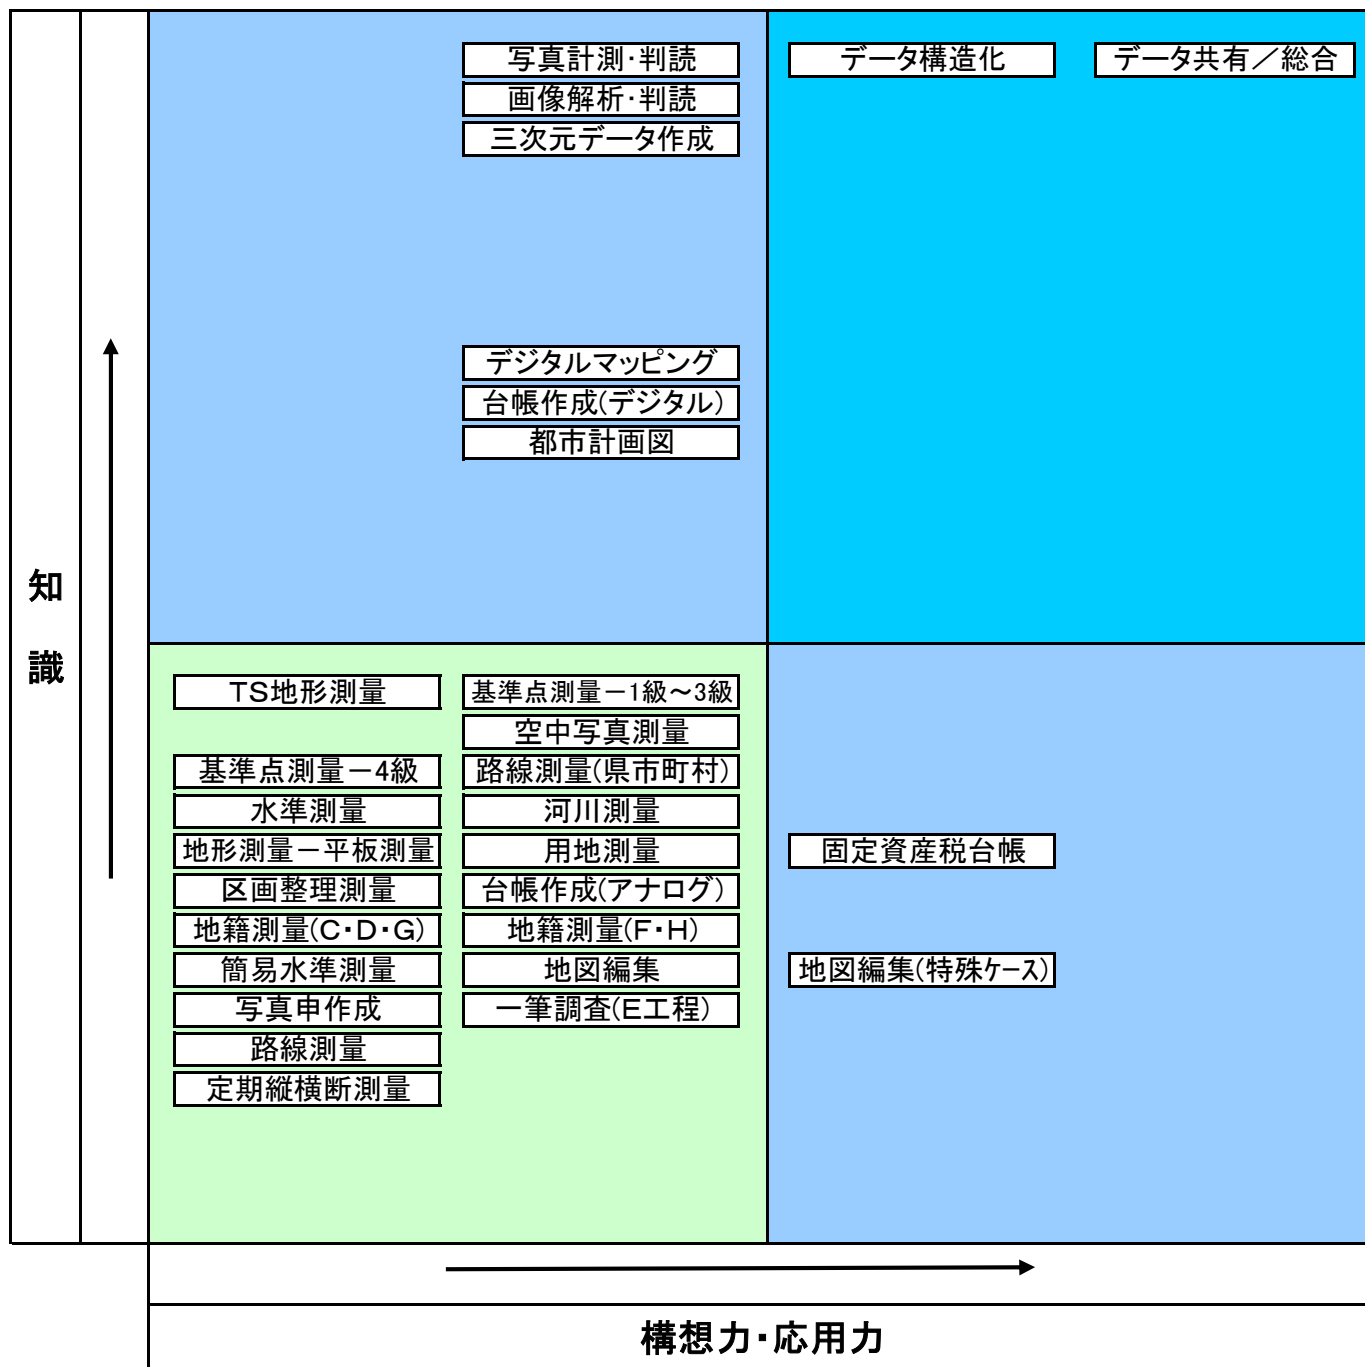 写真計測・判読
画像解析・判読
三次元データ作成
データ構造化
データ共有／総合
デジタルマッピング
台帳作成(デジタル)
都市計画図
知
識
TS地形測量
基準点測量－4級
水準測量
地形測量－平板測量
区画整理測量
地籍測量(C・D・G)
簡易水準測量
写真申作成
路線測量
定期縦横断測量
基準点測量－1級～3級
空中写真測量
路線測量(県市町村)
河川測量
用地測量
台帳作成(アナログ)
地籍測量(F・H)
地図編集
一筆調査(E工程)
固定資産税台帳
地図編集(特殊ケース)
構想力・応用力